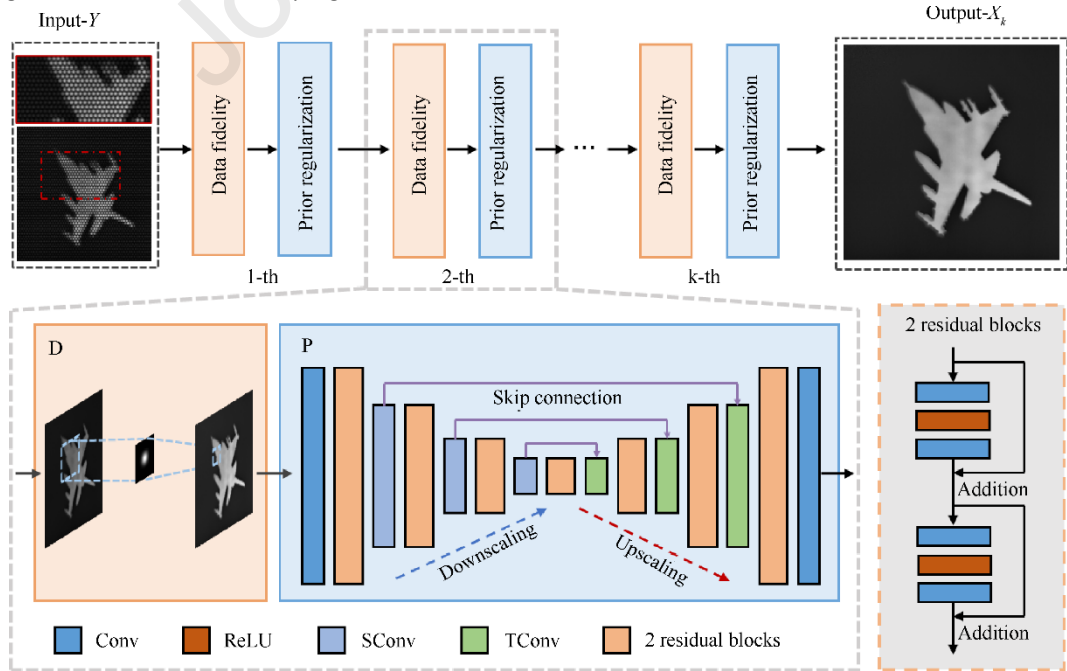 Input-Y
Output-Xk
Data fidelity
Prior regularization
Data fidelity
Prior regularization
...
Data fidelity
Prior regularization
1-th
2-th
k-th
D
P
Skip connection
Downscaling
Upscaling
2 residual blocks
Addition
Addition
Conv
ReLU
SConv
TConv
2 residual blocks